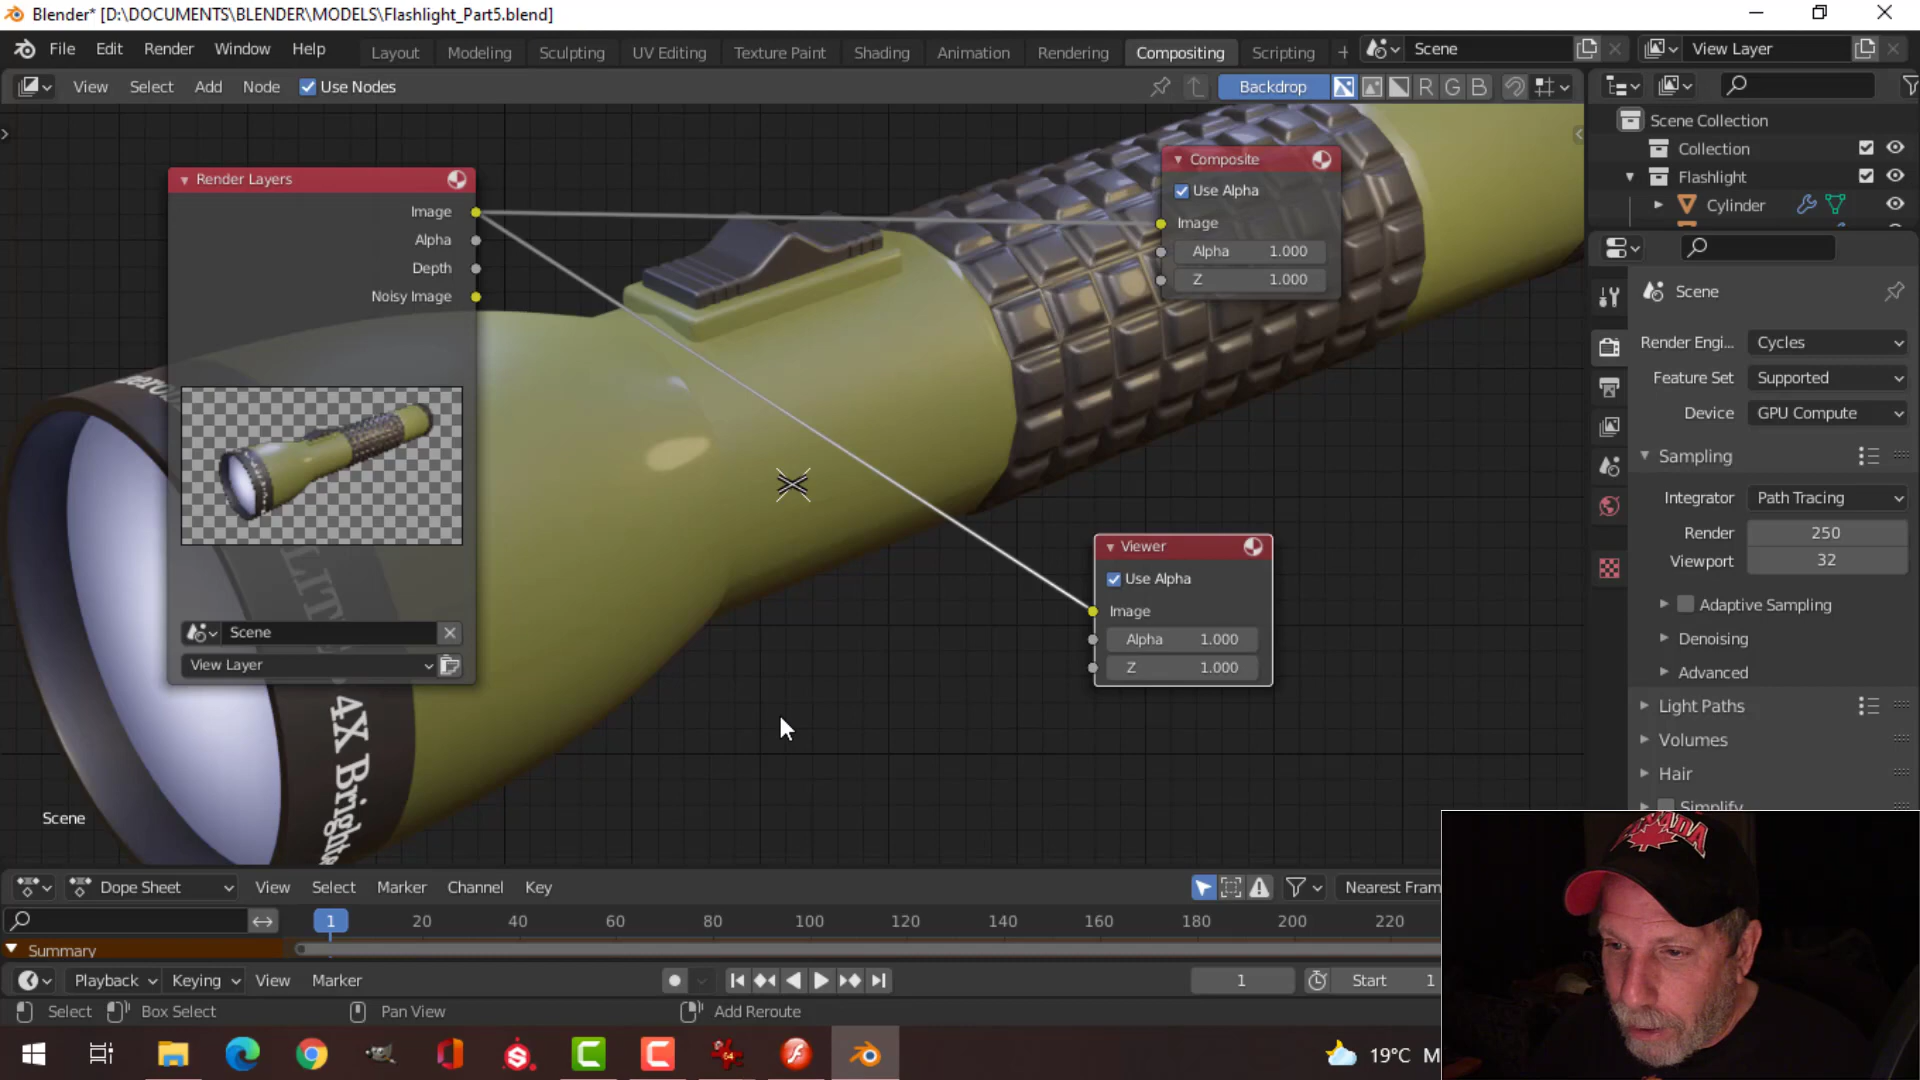 Blender* [D:\DOCUMENTS\BLENDER\MODELS\Flashlight_Part5.blend]
File Edit Render Window Help
Layout Modeling Sculpting UV Editing Texture Paint Shading Animation Rendering Compositing Scripting +
Scene
View Layer
View Select Add Node Use Nodes
Backdrop R G B
Scene Collection
Collection
Flashlight
Cylinder
Render Layers
Image
Alpha
Depth
Noisy Image
Scene
View Layer
Composite
Use Alpha
Image
Alpha 1.000
Z 1.000
Viewer
Use Alpha
Image
Alpha 1.000
Z 1.000
4X Bright
Scene
Scene
Render Engi... Cycles
Feature Set Supported
Device GPU Compute
Sampling
Integrator Path Tracing
Render 250
Viewport 32
Adaptive Sampling
Denoising
Advanced
Light Paths
Volumes
Hair
Simplify
Dope Sheet View Select Marker Channel Key
Nearest Fram
1 20 40 60 80 100 120 140 160 180 200 220
Summary
Playback Keying View Marker
1 Start 1
Select Box Select Pan View Add Reroute
19°C M